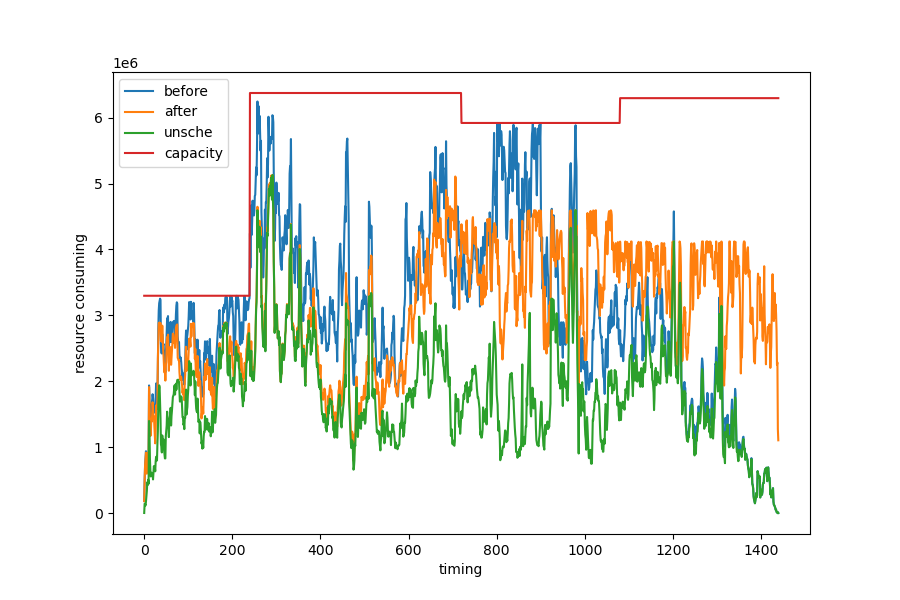 1e6
before
after
unsche
capacity
6
5
4
3
2
1
0
resource consuming
0 200 400 600 800 1000 1200 1400
timing